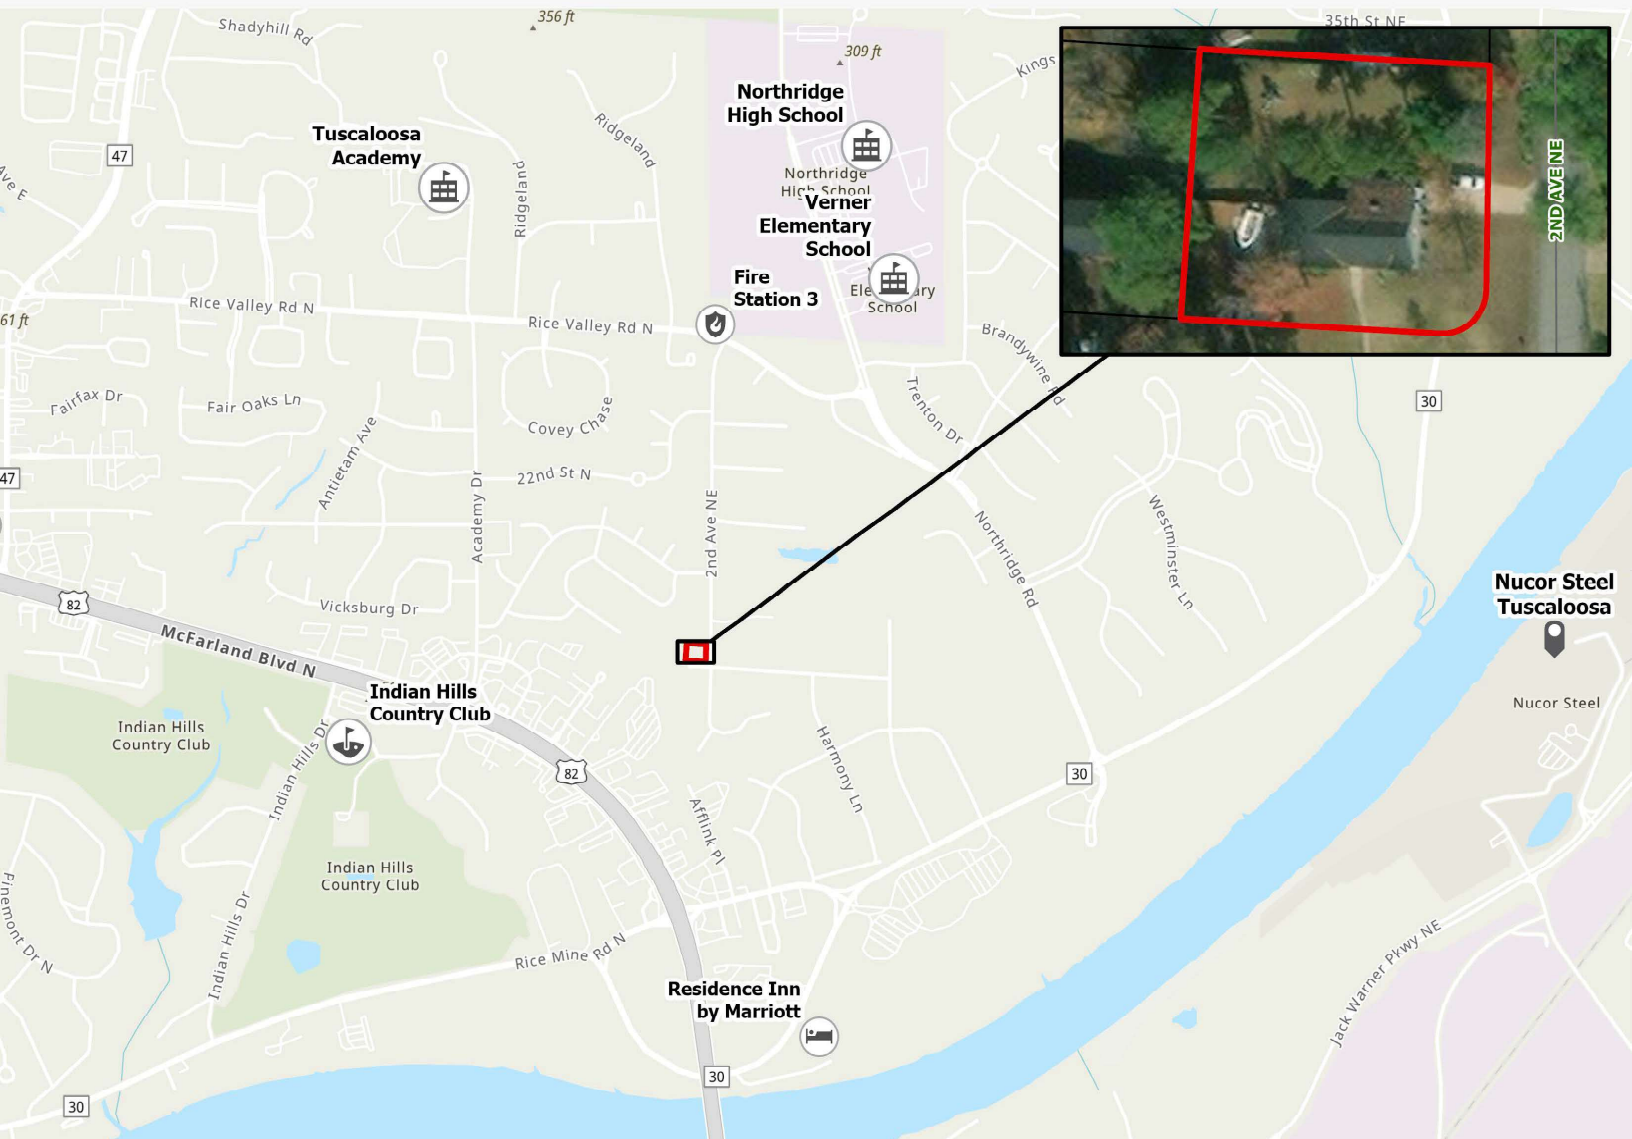 356 ft
Shadyhill Rd
35th St NE
309 ft
Kings
Northridge
High School
Ridgeland
Tuscaloosa
Academy
47
Northridge
High School
Ridgeland
Verner
Elementary
School
2ND AVE NE
Ave E
Fire
Station 3
School
Rice Valley Rd N
Rice Valley Rd N
61 ft
Brandywine Rd
Trenton Dr
Fairfax Dr
Fair Oaks Ln
Covey Chase
30
Antietam Ave
22nd St N
47
Academy Dr
2nd Ave NE
Northridge Rd
Westminster Ln
Nucor Steel
Tuscaloosa
82
Vicksburg Dr
McFarland Blvd N
Indian Hills
Country Club
Nucor Steel
Indian Hills
Country Club
Indian Hills Dr
82
30
Harmony Ln
Afflink Pl
Indian Hills
Country Club
Finemont Dr N
Indian Hills Dr
Rice Mine Rd N
Jack Warner Pkwy NE
Residence Inn
by Marriott
30
30